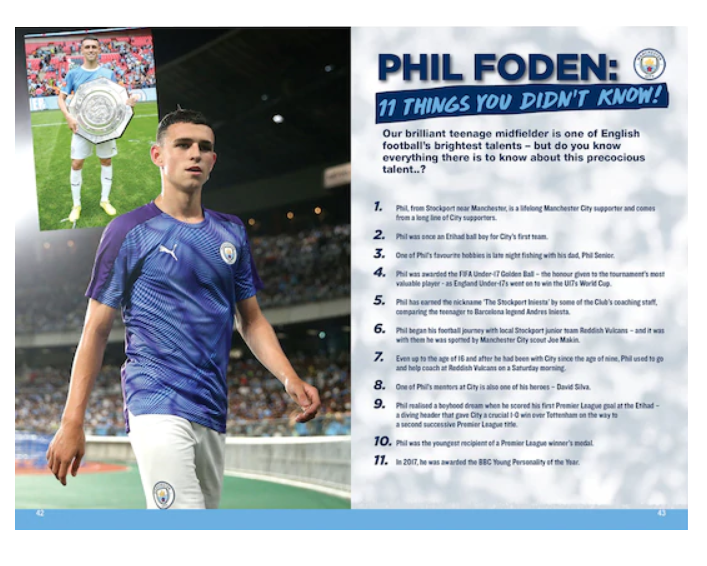 PHIL FODEN:
11 THINGS YOU DIDN'T KNOW!
Our brilliant teenage midfielder is one of English
football's brightest talents – but do you know
everything there is to know about this precocious
talent..?
1. Phil, from Stockport near Manchester, is a lifelong Manchester City supporter and comes
from a long line of City supporters.
2. Phil was once an Etihad ball boy for City's first team.
3. One of Phil's favourite hobbies is late night fishing with his dad, Phil Senior.
4. Phil was awarded the FIFA Under-17 Golden Ball – the honour given to the tournament's most
valuable player - as England Under-17s went on to win the U17s World Cup.
5. Phil has earned the nickname 'The Stockport Iniesta' by some of the Club's coaching staff,
comparing the teenager to Barcelona legend Andres Iniesta.
6. Phil began his football journey with local Stockport junior team Reddish Vulcans – and it was
with them he was spotted by Manchester City scout Joe Makin.
7. Even up to the age of 16 and after he had been with City since the age of nine, Phil used to go
and help coach at Reddish Vulcans on a Saturday morning.
8. One of Phil's mentors at City is also one of his heroes – David Silva.
9. Phil realised a boyhood dream when he scored his first Premier League goal at the Etihad –
a diving header that gave City a crucial 1-0 win over Tottenham on the way to
a second successive Premier League title.
10. Phil was the youngest recipient of a Premier League winner's medal.
11. In 2017, he was awarded the BBC Young Personality of the Year.
42
43